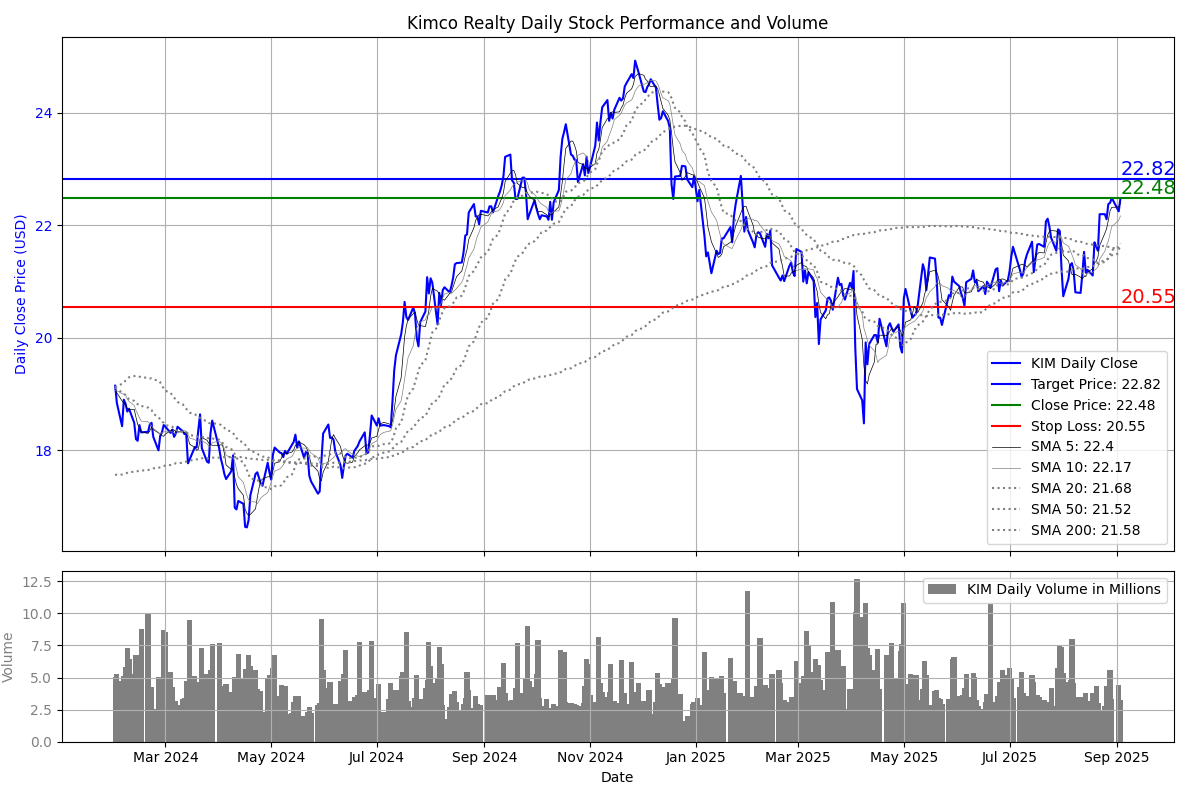 Kimco Realty Daily Stock Performance and Volume
Daily Close Price (USD)
24
22
20
18
22.82
22.48
20.55
KIM Daily Close
Target Price: 22.82
Close Price: 22.48
Stop Loss: 20.55
SMA 5: 22.4
SMA 10: 22.17
SMA 20: 21.68
SMA 50: 21.52
SMA 200: 21.58
Volume
12.5
10.0
7.5
5.0
2.5
0.0
KIM Daily Volume in Millions
Mar 2024 May 2024 Jul 2024 Sep 2024 Nov 2024 Jan 2025 Mar 2025 May 2025 Jul 2025 Sep 2025
Date